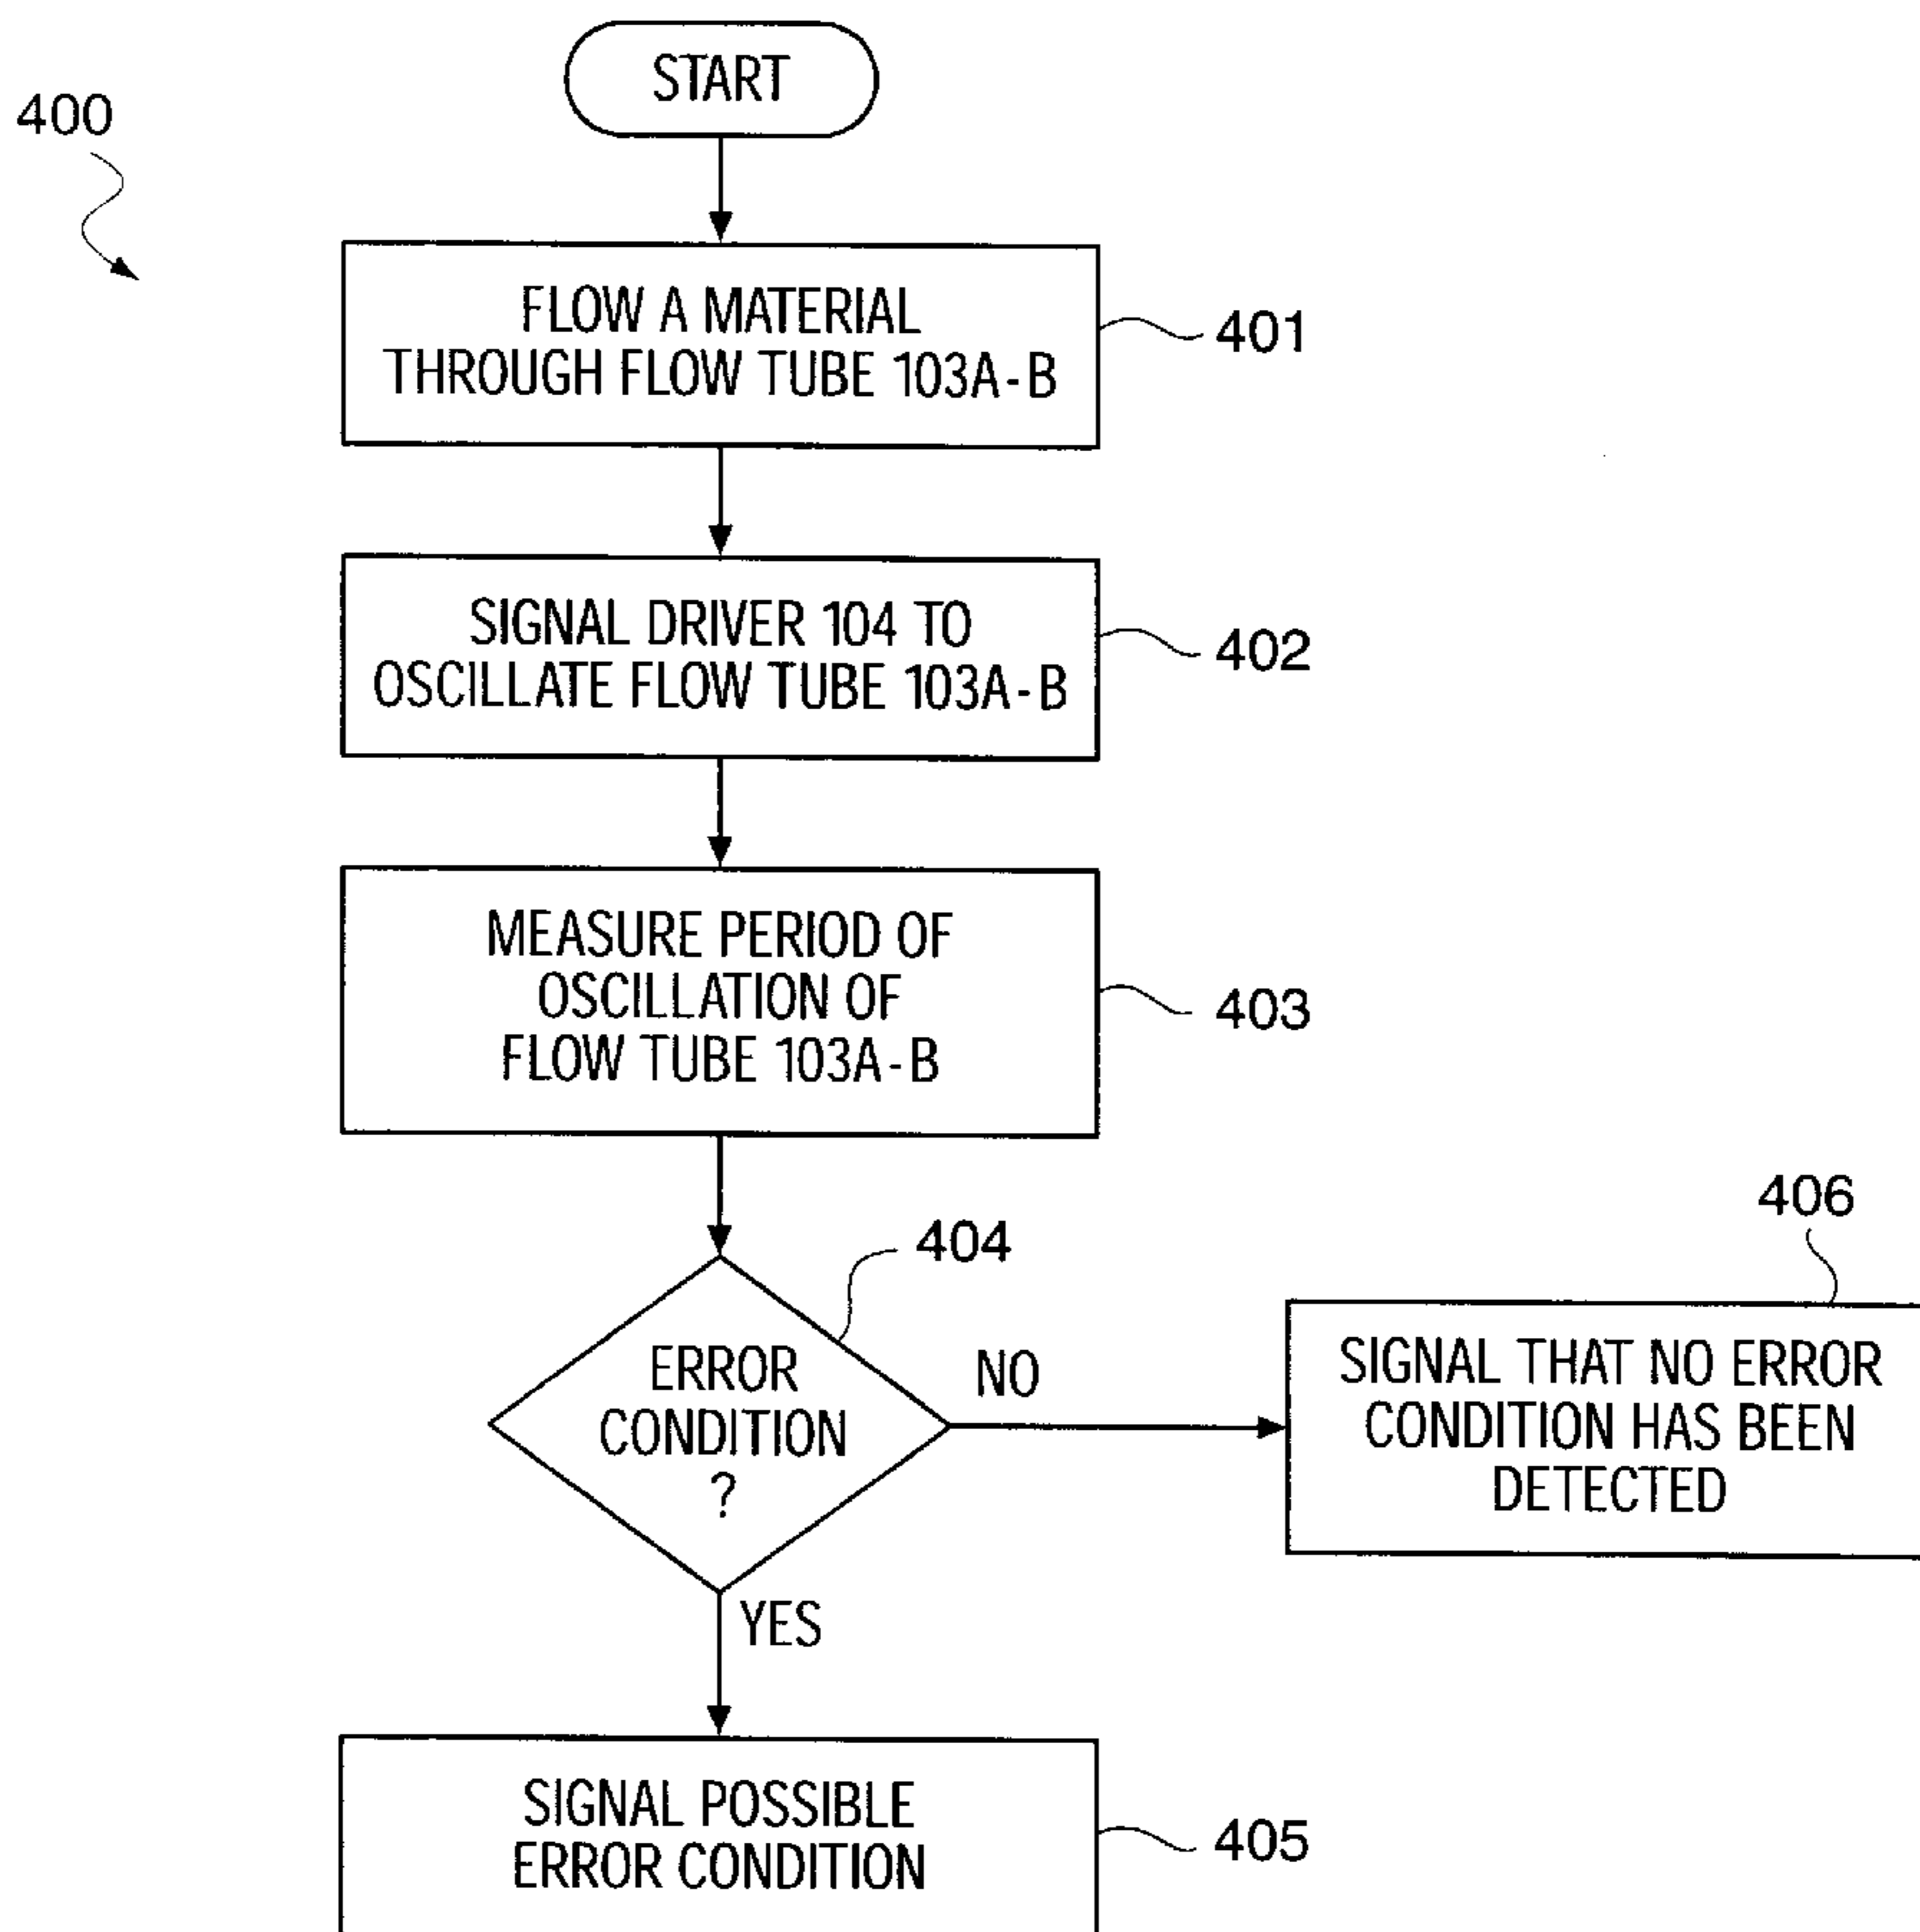 START
400
FLOW A MATERIAL
THROUGH FLOW TUBE 103A-B
401
SIGNAL DRIVER 104 TO
OSCILLATE FLOW TUBE 103A-B
402
MEASURE PERIOD OF
OSCILLATION OF
FLOW TUBE 103A-B
403
404
ERROR
CONDITION
?
NO
406
SIGNAL THAT NO ERROR
CONDITION HAS BEEN
DETECTED
YES
SIGNAL POSSIBLE
ERROR CONDITION
405